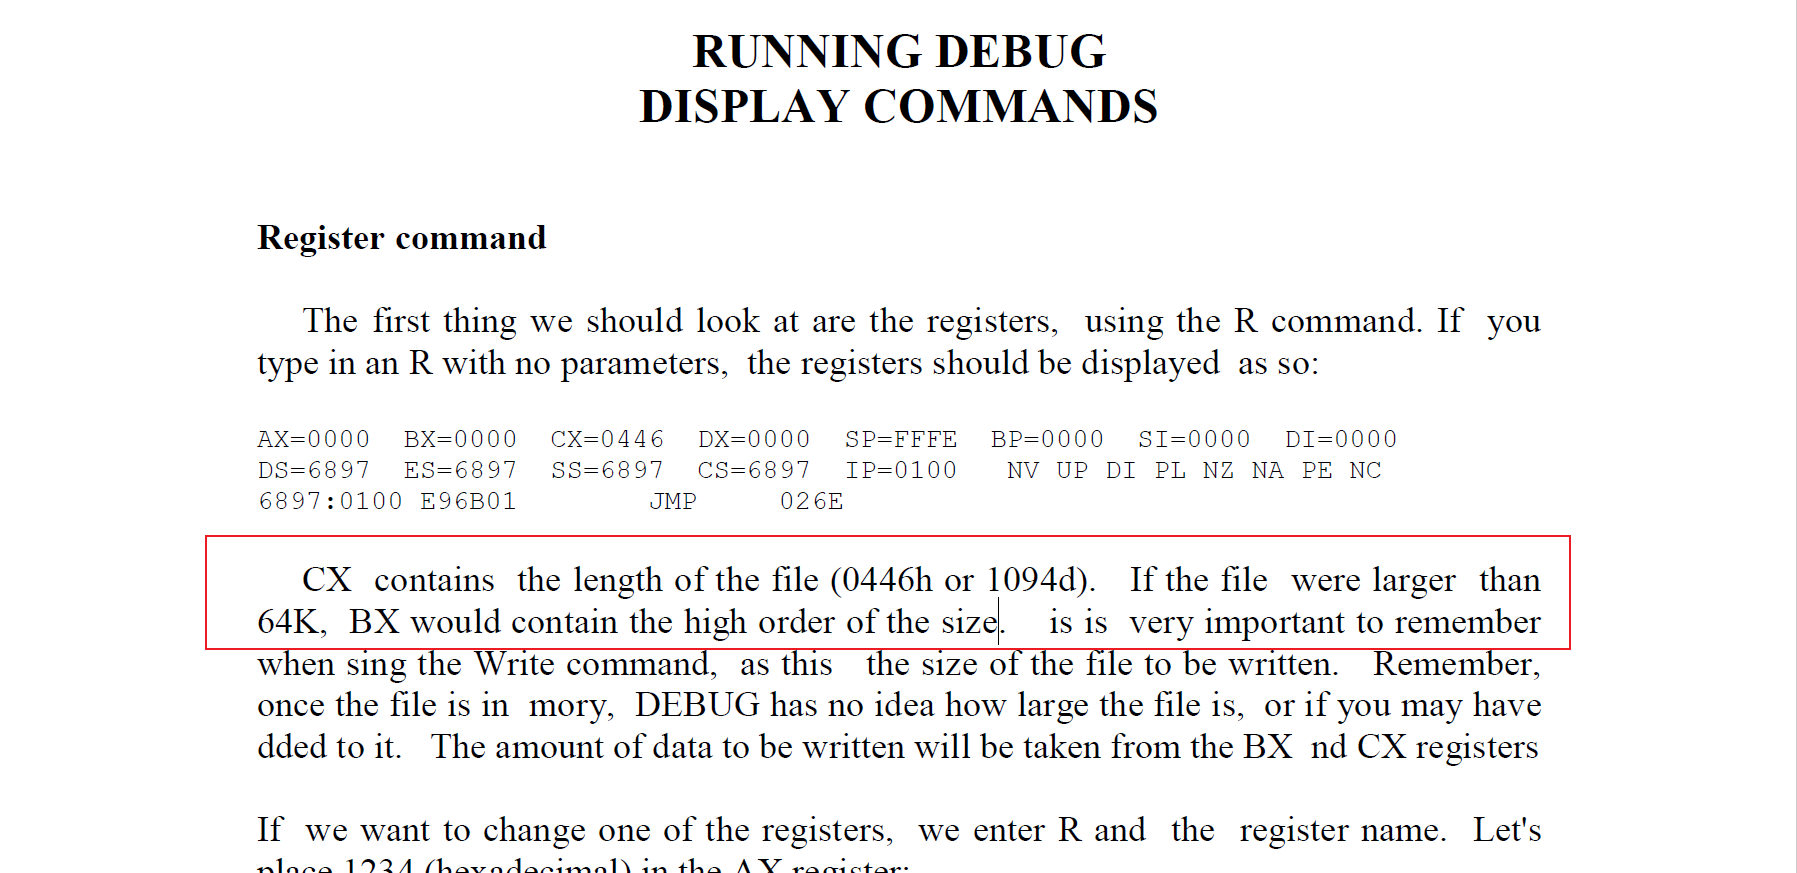 RUNNING DEBUG
DISPLAY COMMANDS
Register command
The first thing we should look at are the registers, using the R command. If you
type in an R with no parameters, the registers should be displayed as so:
AX=0000 BX=0000 CX=0446 DX=0000 SP=FFFE BP=0000 SI=0000 DI=0000
DS=6897 ES=6897 SS=6897 CS=6897 IP=0100 NV UP DI PL NZ NA PE NC
6897:0100 E96B01 JMP 026E
CX contains the length of the file (0446h or 1094d). If the file were larger than
64K, BX would contain the high order of the size. is is very important to remember
when sing the Write command, as this the size of the file to be written. Remember,
once the file is in mory, DEBUG has no idea how large the file is, or if you may have
dded to it. The amount of data to be written will be taken from the BX nd CX registers
If we want to change one of the registers, we enter R and the register name. Let's
place 1234 (hexadecimal) in the AX register: